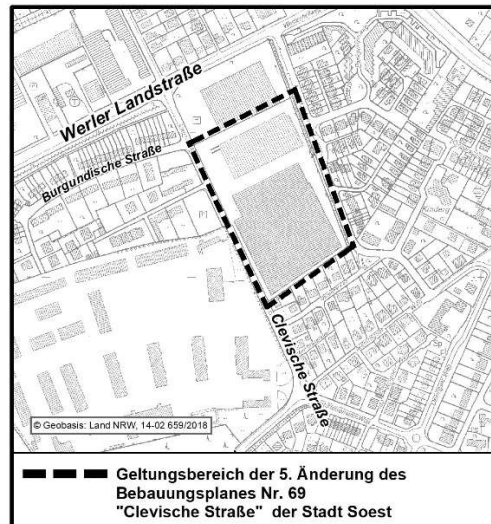 Werler Landstraße
Burgundische Straße
Clevische Straße
© Geobasis: Land NRW, 14-02 659/2018
Geltungsbereich der 5. Änderung des
Bebauungsplanes Nr. 69
"Clevische Straße" der Stadt Soest